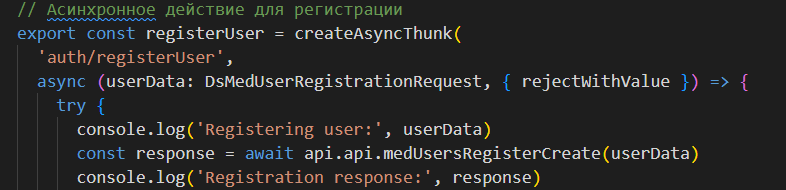 // Асинхронное действие для регистрации
export const registerUser = createAsyncThunk(
'auth/registerUser',
async (userData: DsMedUserRegistrationRequest, { rejectWithValue }) => {
try {
console.log('Registering user:', userData)
const response = await api.api.medUsersRegisterCreate(userData)
console.log('Registration response:', response)